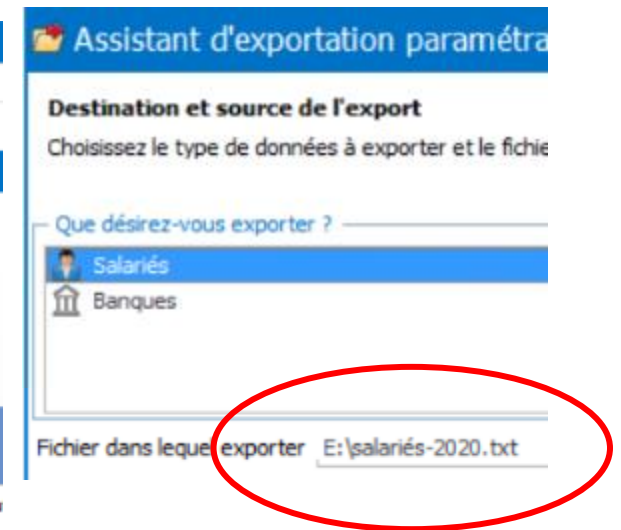 Assistant d'exportation paramétra
Destination et source de l'export
Choisissez le type de données à exporter et le fichie
Que désirez-vous exporter ?
Salariés
Banques
Fichier dans leque exporter E:\salariés-2020.txt